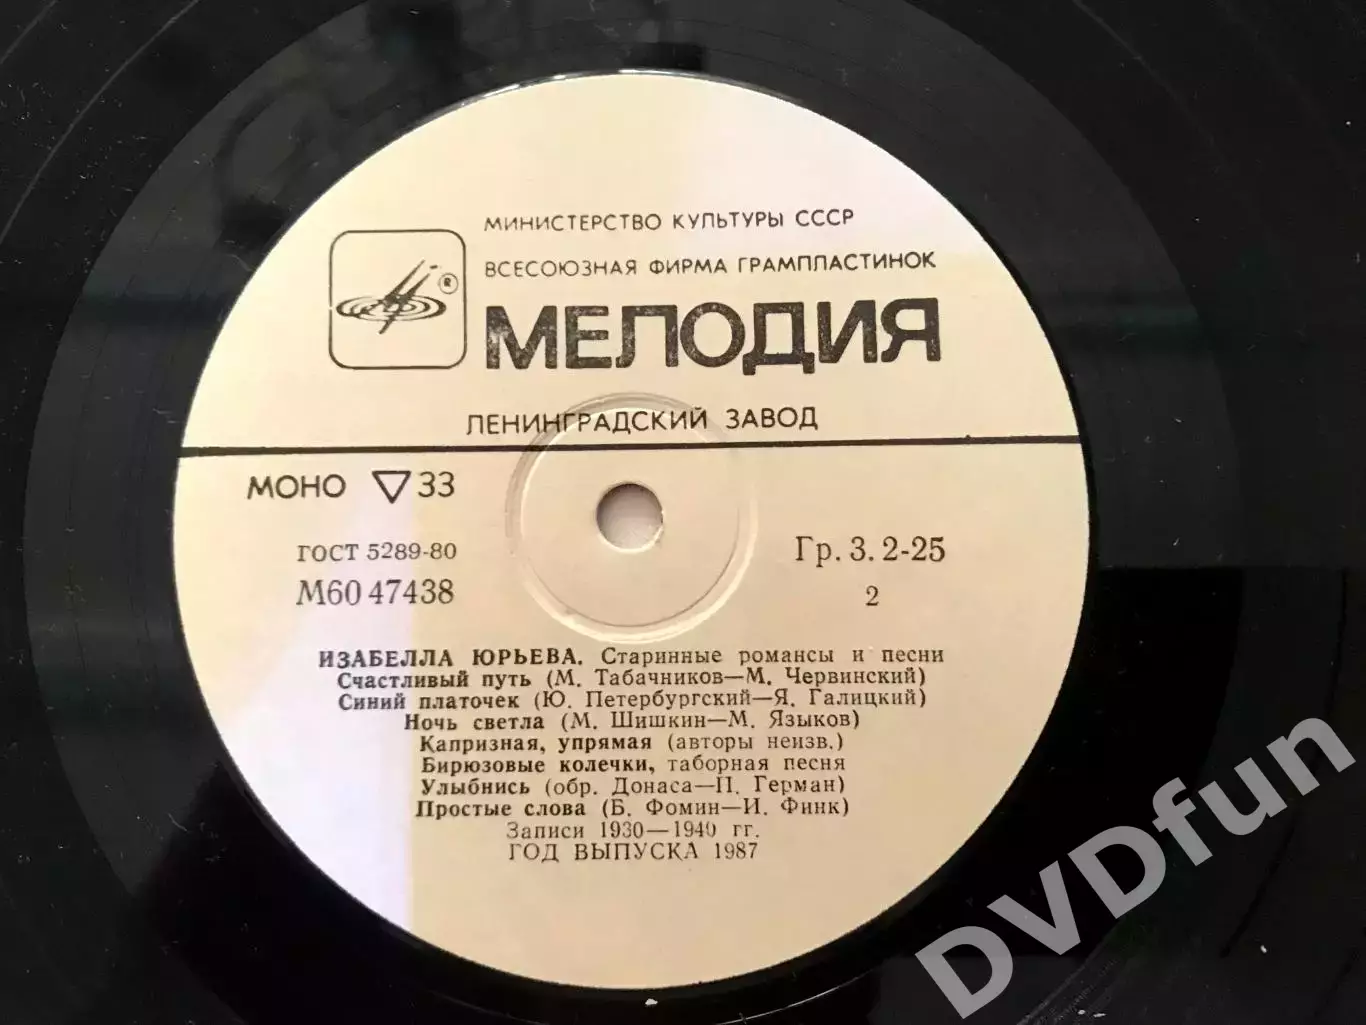 МИНИСТЕРСТВО КУЛЬТУРЫ СССР
ВСЕСОЮЗНАЯ ФИРМА ГРАМПЛАСТИНОК
®
МЕЛОДИЯ
ЛЕНИНГРАДСКИЙ ЗАВОД
МОНО ▽ 33
ГОСТ 5289-80
Гр. 3. 2-25
М60 47438
2
ИЗАБЕЛЛА ЮРЬЕВА. Старинные романсы и песни
Счастливый путь (М. Табачников—М. Червинский)
Синий платочек (Ю. Петербургский—Я. Галицкий)
Ночь светла (М. Шишкин—М. Языков)
Капризная, упрямая (авторы неизв.)
Бирюзовые колечки, таборная песня
Улыбнись (обр. Донаса—П. Герман)
Простые слова (Б. Фомин—И. Финк)
Записи 1930—1940 гг.
ГОД ВЫПУСКА 1987
DVDfun